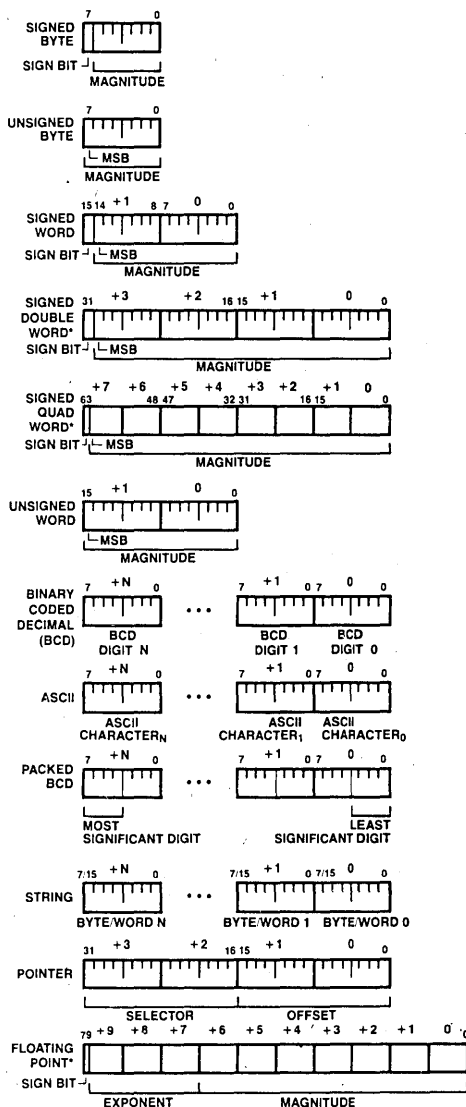 7 0
SIGNED
BYTE
SIGN BIT MAGNITUDE
7 0
UNSIGNED
BYTE
MSB
MAGNITUDE
15 14 +1 8 7 0 0
SIGNED
WORD
SIGN BIT MSB
MAGNITUDE
31 +3 +2 16 15 +1 0 0
SIGNED
DOUBLE
WORD*
SIGN BIT MSB
MAGNITUDE
+7 +6 +5 +4 +3 +2 +1 0
63 48 47 32 31 16 15 0
SIGNED
QUAD
WORD*
SIGN BIT MSB
MAGNITUDE
15 +1 0 0
UNSIGNED
WORD
MSB
MAGNITUDE
7 +N 0 7 +1 0 7 0 0
BINARY
CODED
DECIMAL
(BCD)
•••
BCD
DIGIT N
BCD
DIGIT 1
BCD
DIGIT 0
7 +N 0 7 +1 0 7 0 0
ASCII •••
ASCII
CHARACTERN
ASCII
CHARACTER1
ASCII
CHARACTER0
7 +N 0 7 +1 0 7 0 0
PACKED
BCD
•••
MOST
SIGNIFICANT DIGIT
LEAST
SIGNIFICANT DIGIT
7/15 +N 0 7/15 +1 0 7/15 0 0
STRING •••
BYTE/WORD N BYTE/WORD 1 BYTE/WORD 0
31 +3 +2 16 15 +1 0 0
POINTER
SELECTOR OFFSET
79 +9 +8 +7 +6 +5 +4 +3 +2 +1 0 0
FLOATING
POINT*
SIGN BIT
EXPONENT MAGNITUDE